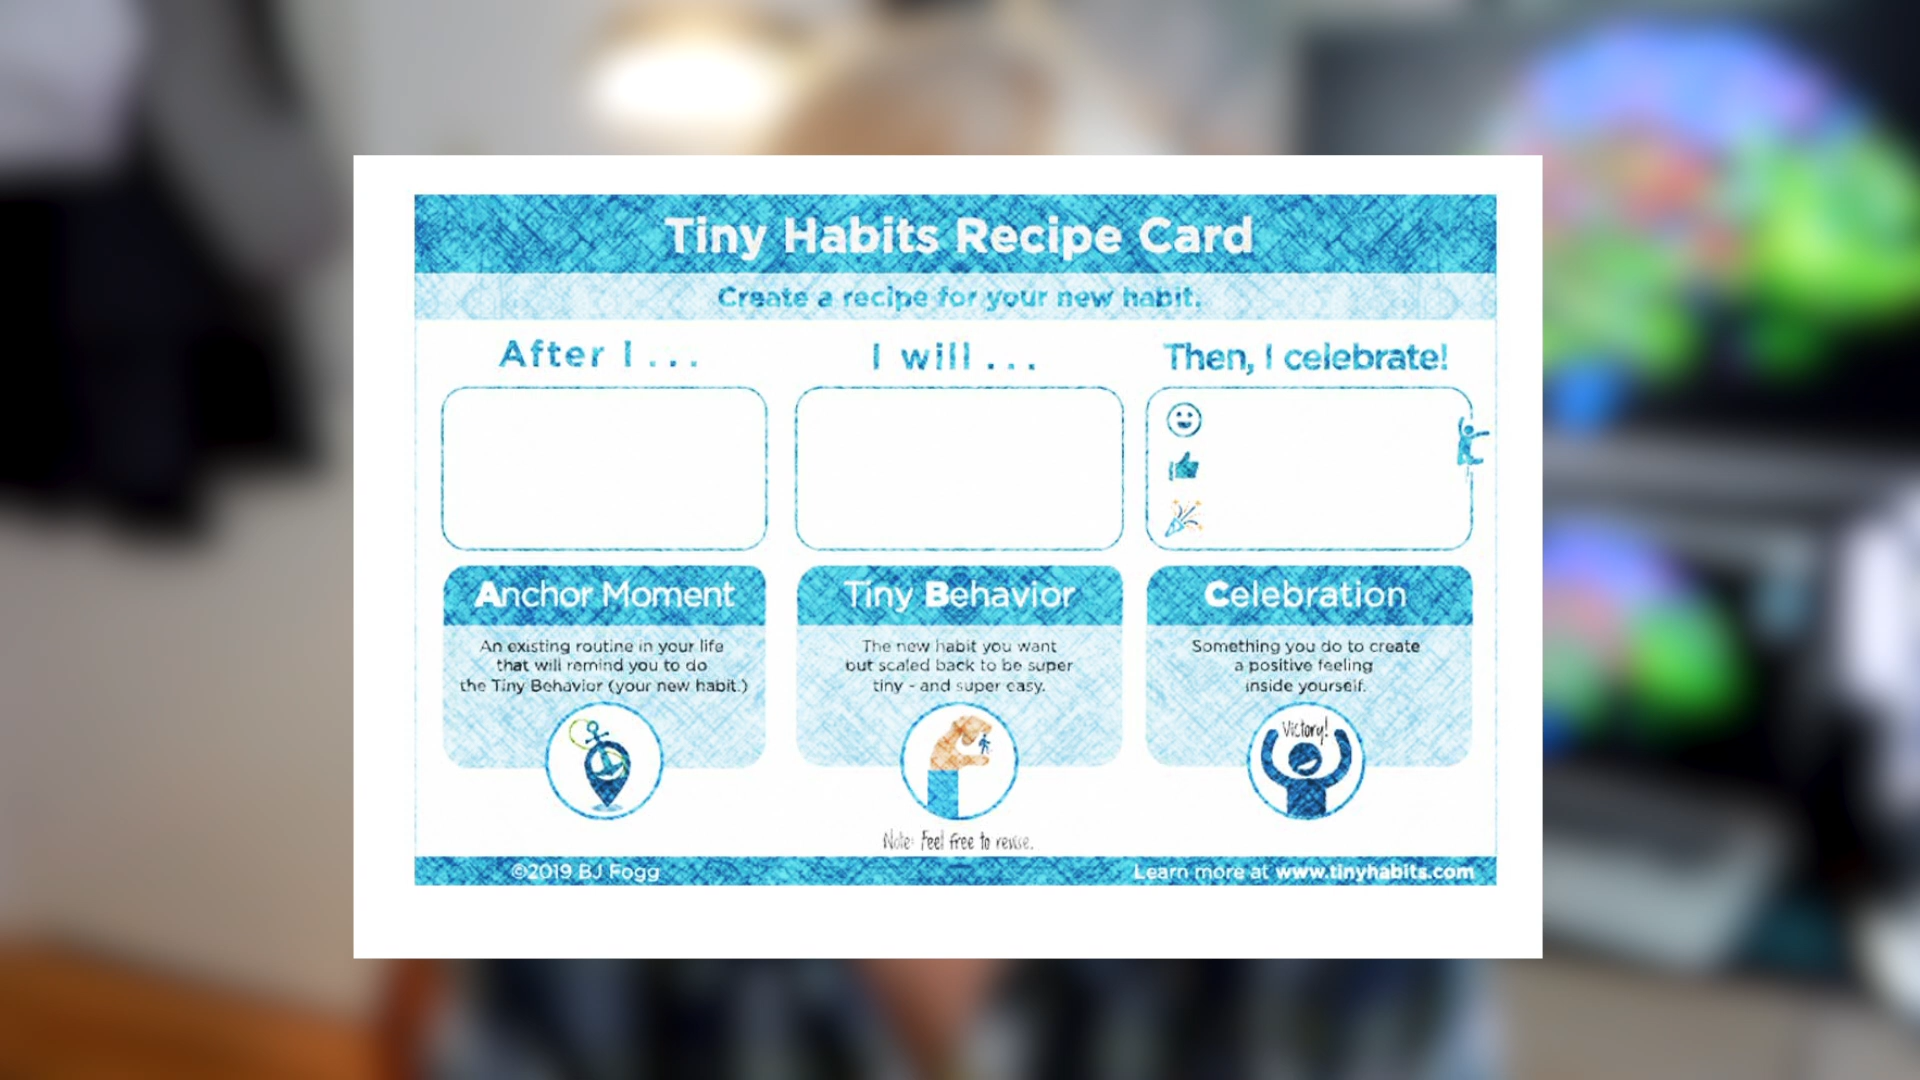 Tiny Habits Recipe Card
Create a recipe for your new habit.
After I...
I will...
Then, I celebrate!
Anchor Moment
An existing routine in your life
that will remind you to do
the Tiny Behavior (your new habit.)
Tiny Behavior
The new habit you want
but scaled back to be super
tiny - and super easy.
Celebration
Something you do to create
a positive feeling
inside yourself.
Victory!
Note: Feel free to revise.
©2019 BJ Fogg
Learn more at www.tinyhabits.com